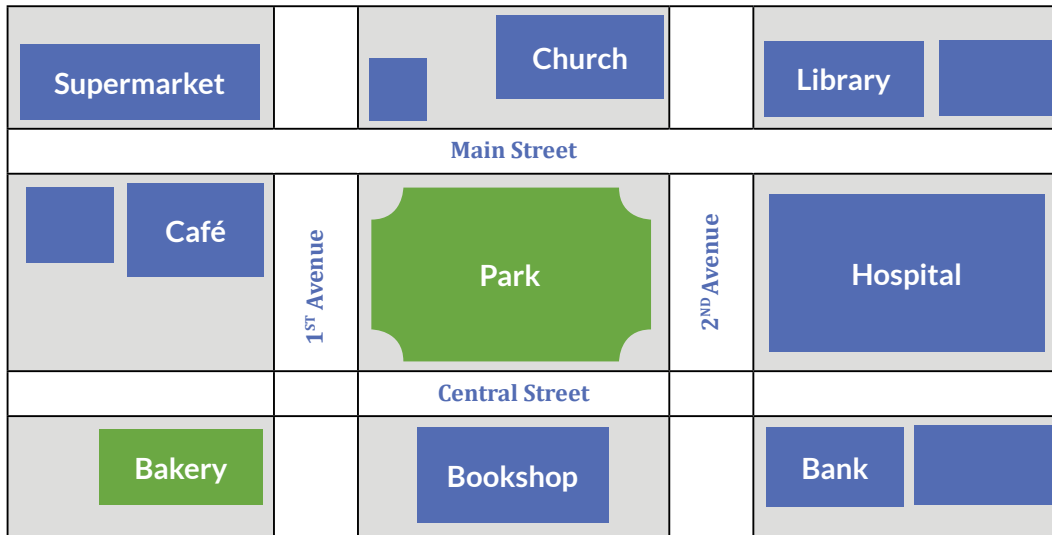 Supermarket
Church
Library
Main Street
Café
1ST Avenue
Park
2ND Avenue
Hospital
Central Street
Bakery
Bookshop
Bank